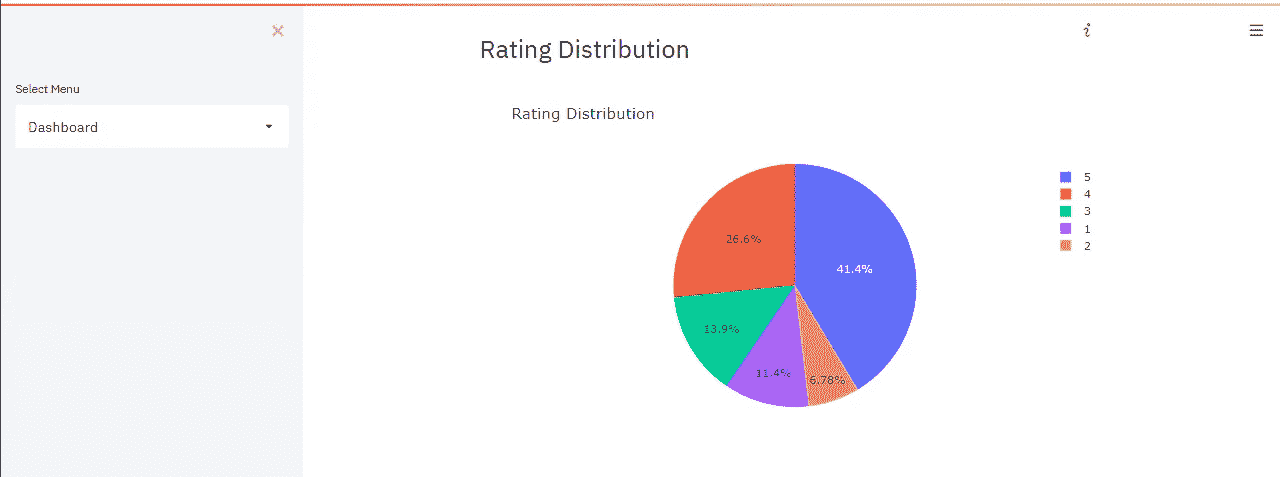 Rating Distribution
Select Menu
Dashboard
Rating Distribution
5
4
3
1
2
26.6%
41.4%
13.9%
11.4%
6.78%